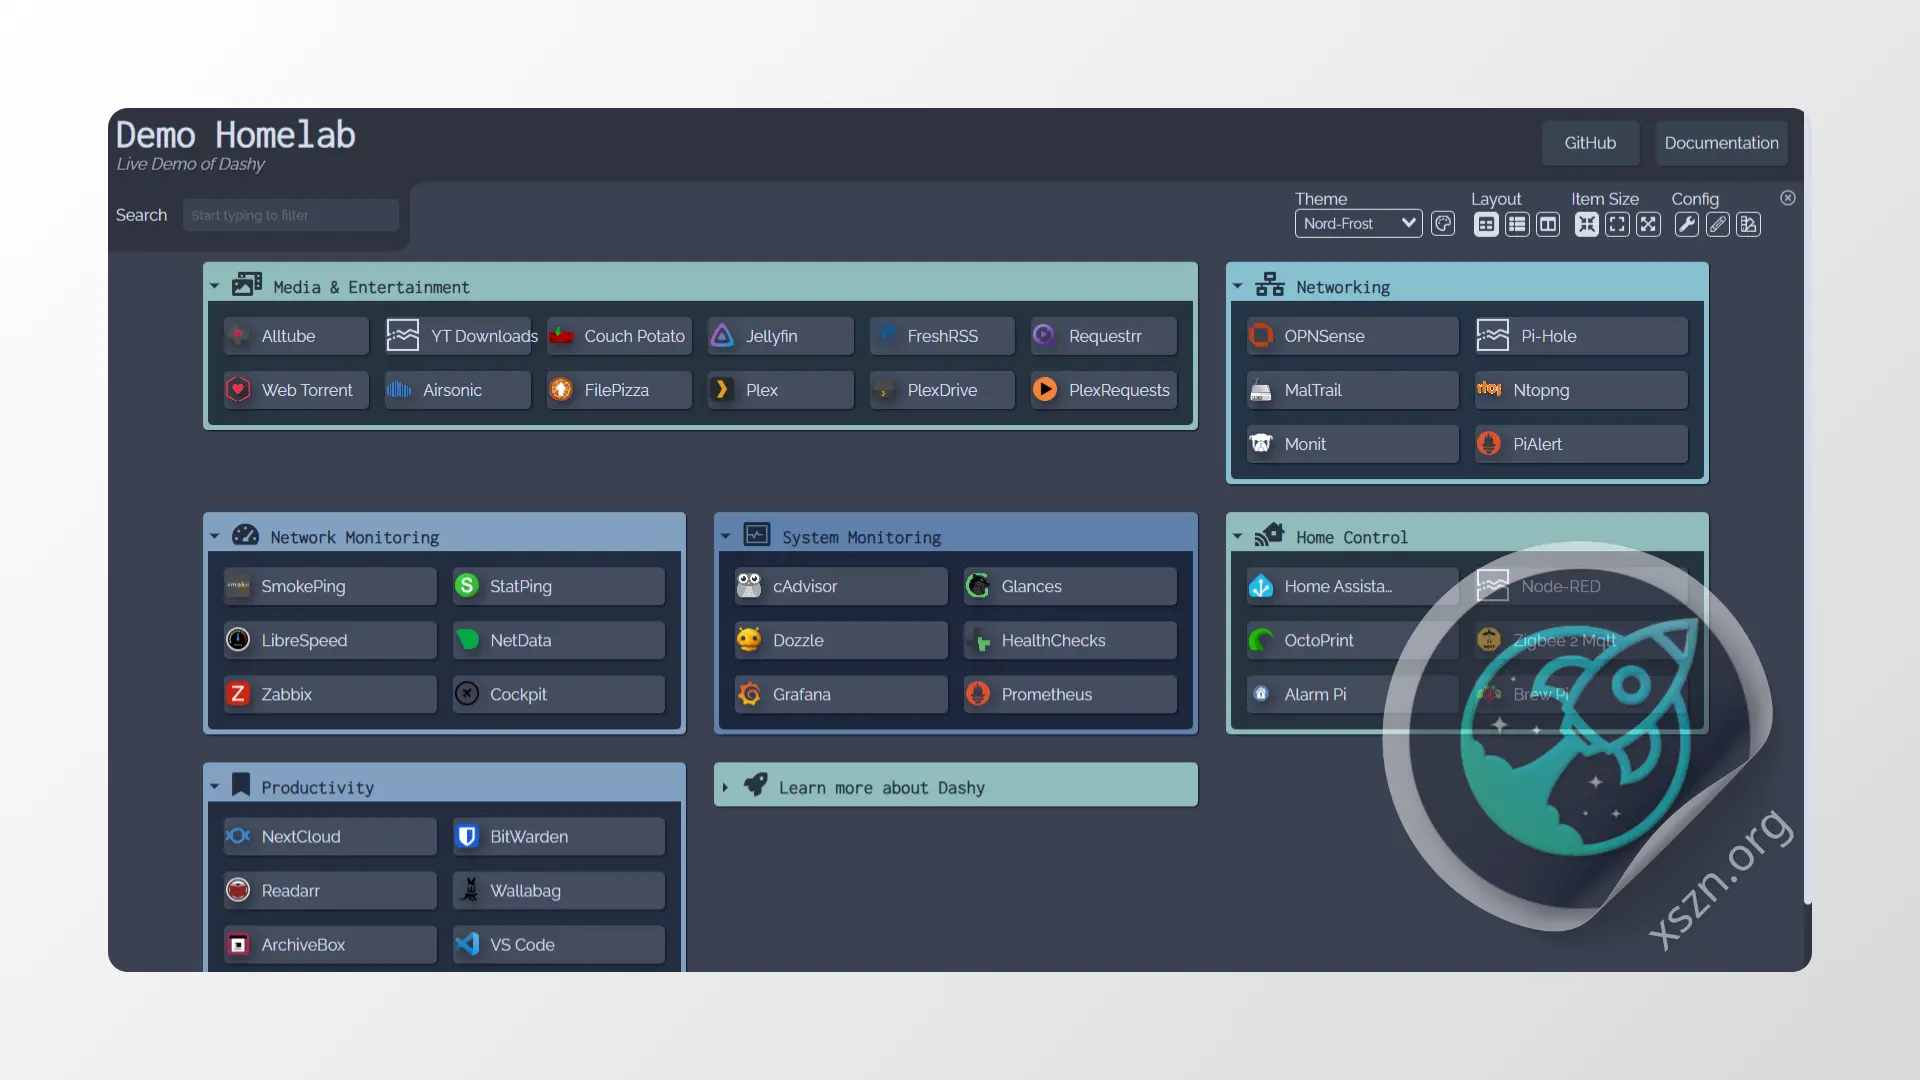 Demo Homelab
Live Demo of Dashy
GitHub
Documentation
Search
Start typing to filter
Theme
Nord-Frost
Layout
Item Size
Config
Media & Entertainment
Alltube
YT Downloads
Couch Potato
Jellyfin
FreshRSS
Requestrr
Web Torrent
Airsonic
FilePizza
Plex
PlexDrive
PlexRequests
Networking
OPNSense
Pi-Hole
MalTrail
Ntopng
Monit
PiAlert
Network Monitoring
SmokePing
StatPing
LibreSpeed
NetData
Zabbix
Cockpit
System Monitoring
cAdvisor
Glances
Dozzle
HealthChecks
Grafana
Prometheus
Home Control
Home Assista...
Node-RED
OctoPrint
Zigbee 2 Mqtt
Alarm Pi
Brew Pi
Productivity
NextCloud
BitWarden
Readarr
Wallabag
ArchiveBox
VS Code
Learn more about Dashy
xszn.org